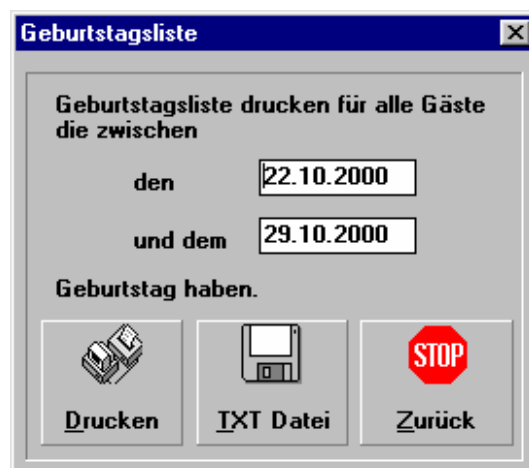 Geburtstagsliste
Geburtstagsliste drucken für alle Gäste
die zwischen
den 22.10.2000
und dem 29.10.2000
Geburtstag haben.
STOP
Drucken TXT Datei Zurück